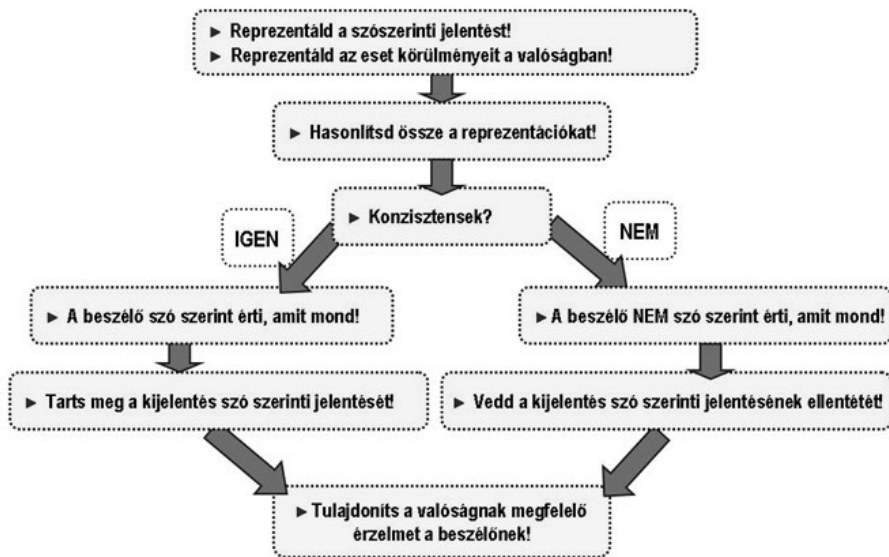 ► Reprezentáld a szószerinti jelentést!
► Reprezentáld az eset körülményeit a valóságban!
► Hasonlítsd össze a reprezentációkat!
► Konzisztensek?
IGEN
NEM
► A beszélő szó szerint érti, amit mond!
► A beszélő NEM szó szerint érti, amit mond!
► Tarts meg a kijelentés szó szerinti jelentését!
► Vedd a kijelentés szó szerinti jelentésének ellentétét!
► Tulajdoníts a valóságnak megfelelő
érzelmet a beszélőnek!